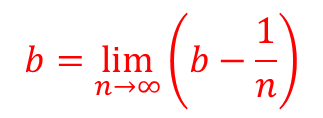 b = lim_{n→∞} (b − 1/n)